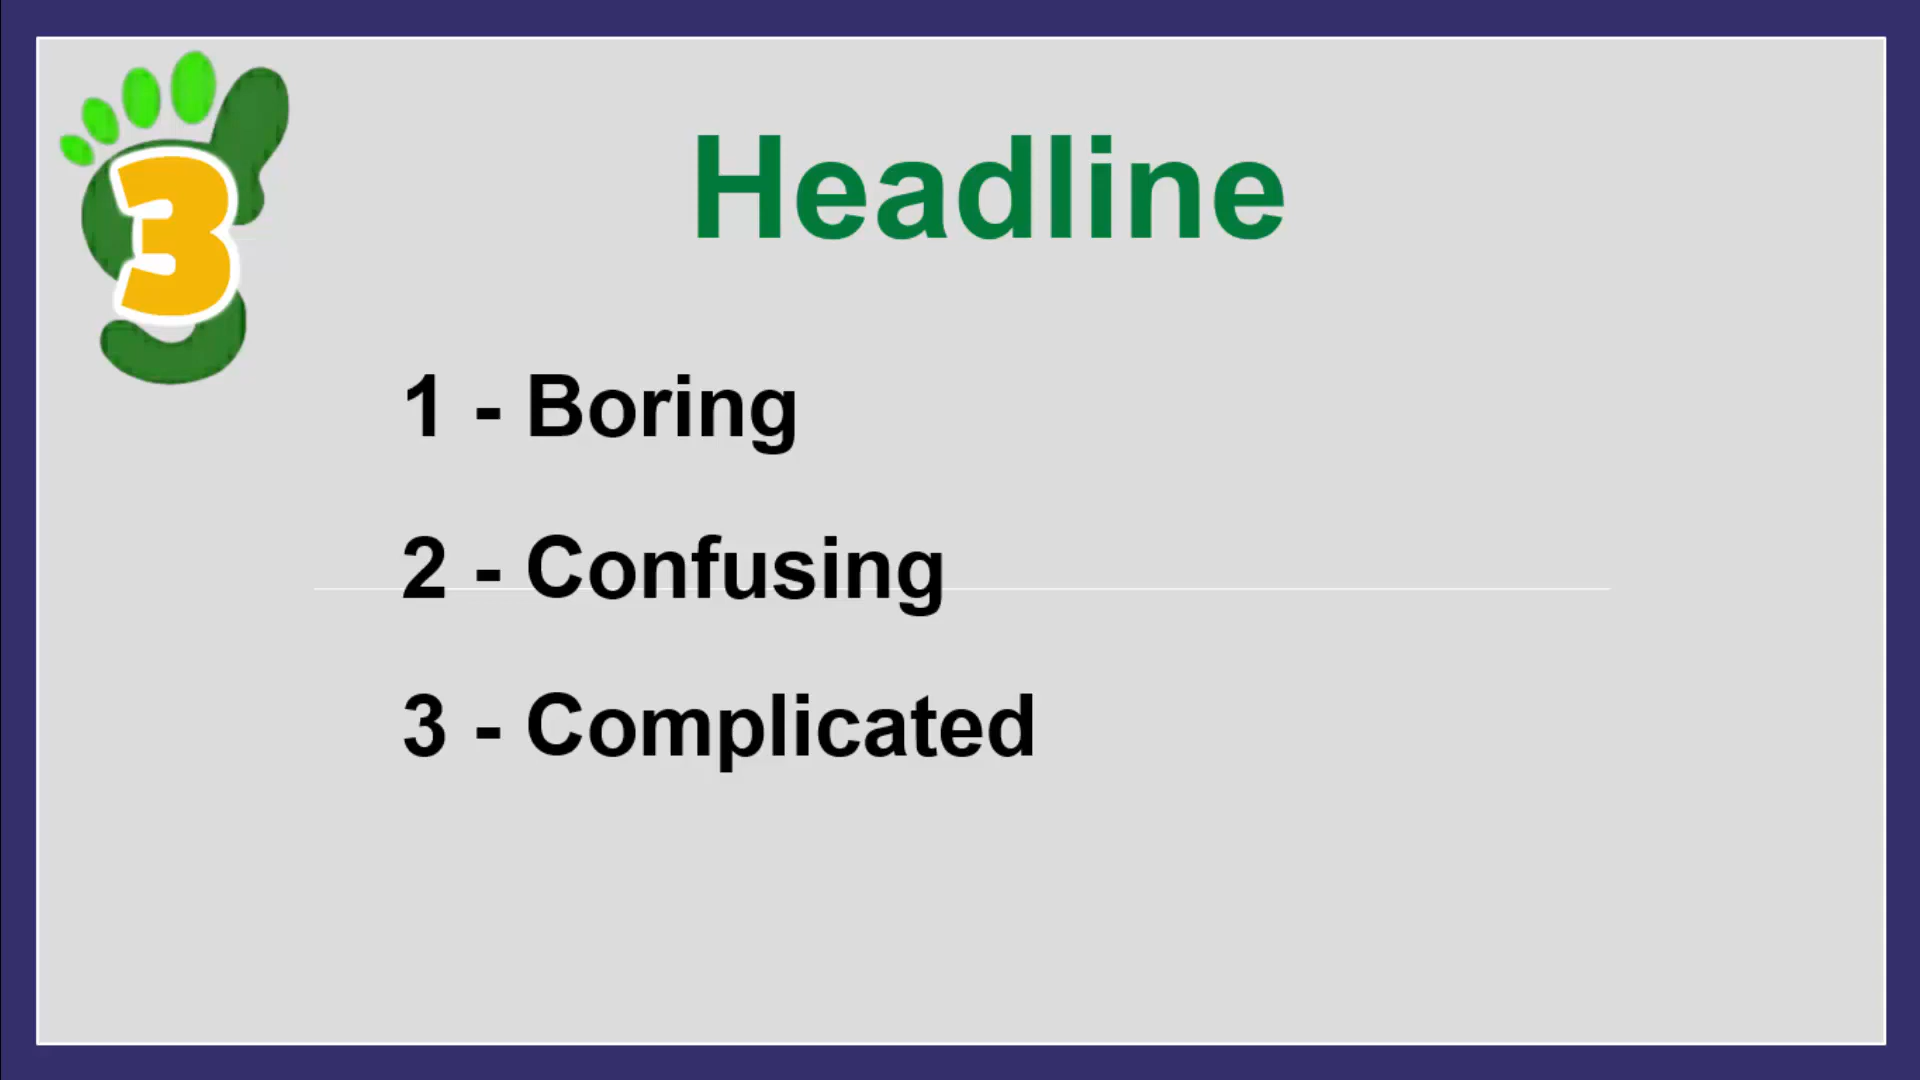 3
Headline
1 - Boring
2 - Confusing
3 - Complicated